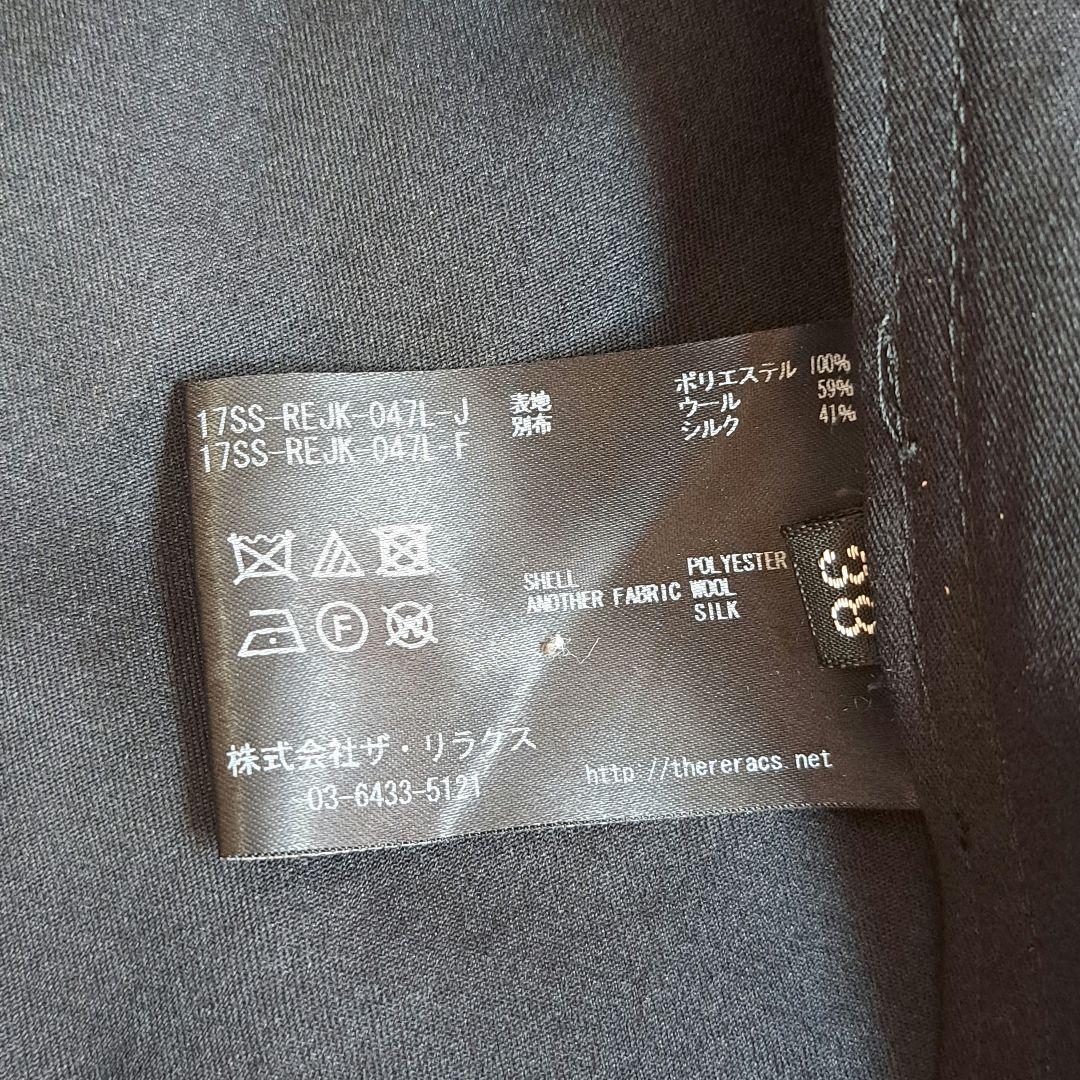 17SS-REJK-047L-J 表地 ポリエステル 100%
17SS-REJK-047L-F 別布 ウール 59%
シルク 41%
SHELL POLYESTER
ANOTHER FABRIC WOOL
SILK
F
W
38
株式会社ザ・リラクス
03-6433-5121
http://thereracs.net